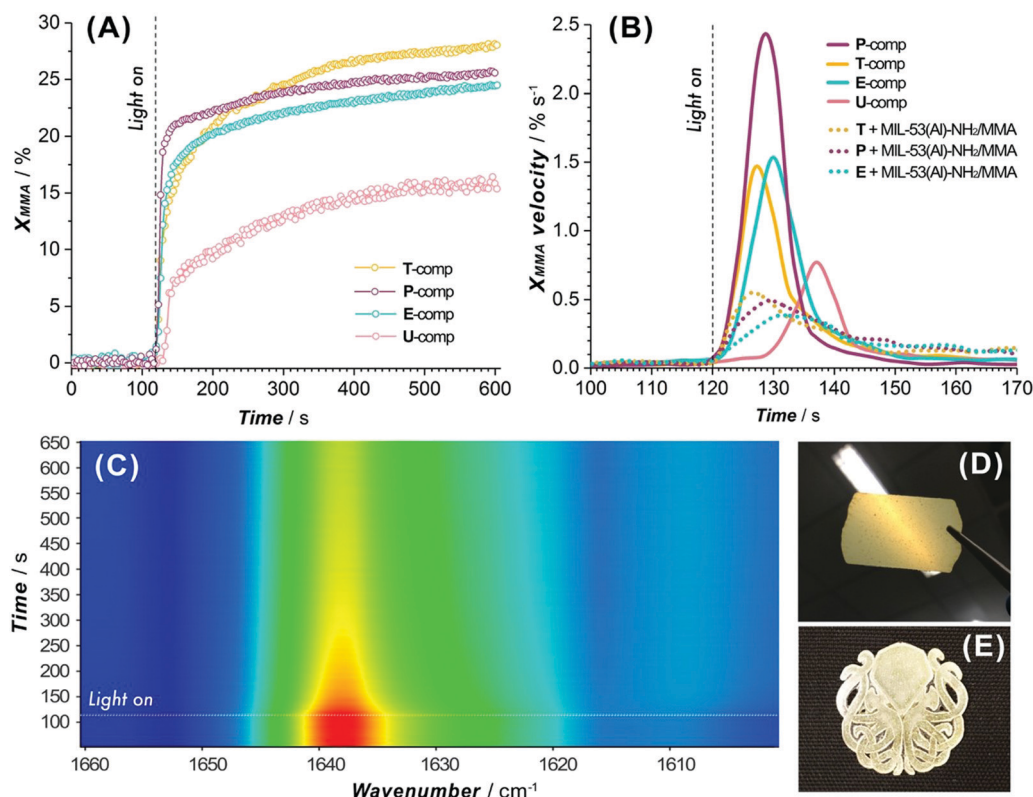 (A)
30
25
20
15
10
5
0
X_MMA / %
Light on
T-comp
P-comp
E-comp
U-comp
0 100 200 300 400 500 600
Time / s
(B)
2.5
2.0
1.5
1.0
0.5
0.0
X_MMA velocity / % s⁻¹
Light on
P-comp
T-comp
E-comp
U-comp
T + MIL-53(Al)-NH₂/MMA
P + MIL-53(Al)-NH₂/MMA
E + MIL-53(Al)-NH₂/MMA
100 110 120 130 140 150 160 170
Time / s
(C)
650
600
550
500
450
400
350
300
250
200
150
100
Time / s
Light on
1660 1650 1640 1630 1620 1610
Wavenumber / cm⁻¹
(D)
(E)